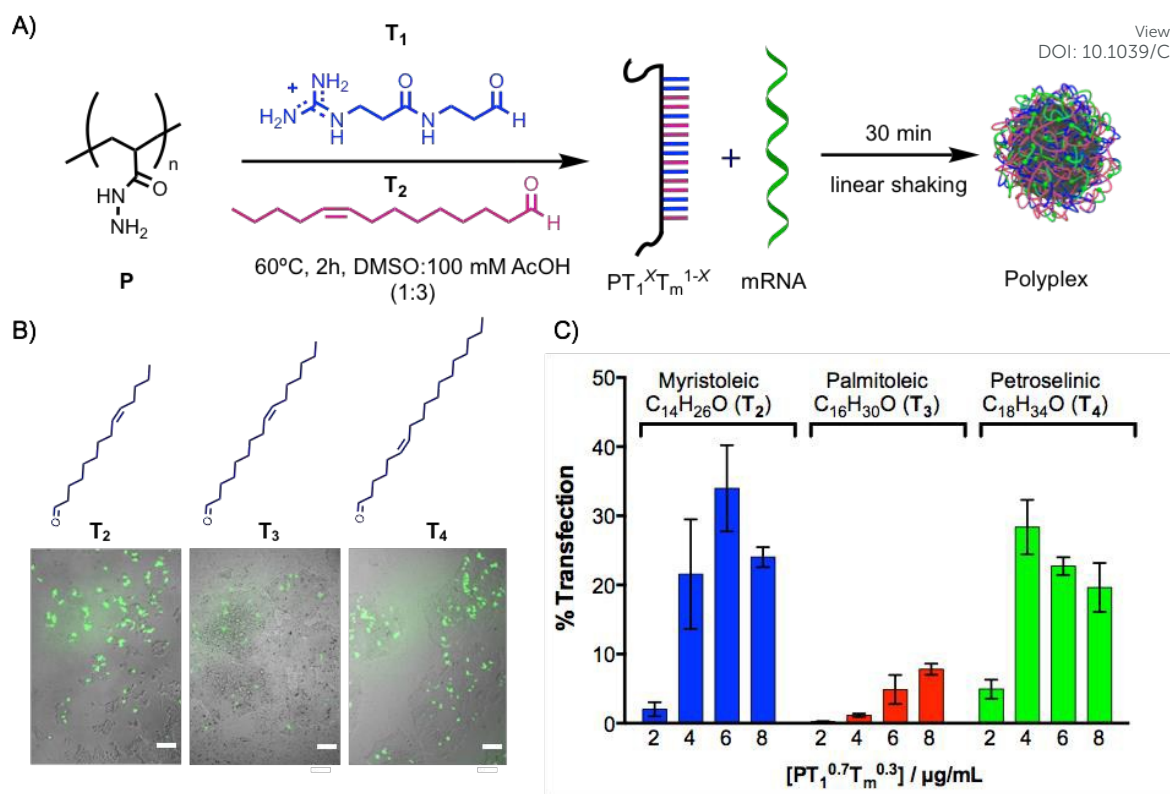 A)
View
DOI: 10.1039/C
T₁
NH₂
+
H₂N
N
H
O
N
H
O
H
n
O
HN
NH₂
T₂
O
H
60ºC, 2h, DMSO:100 mM AcOH
(1:3)
P
+
PT₁ˣTₘ¹⁻ˣ
mRNA
30 min
linear shaking
Polyplex
B)
O
O
O
T₂ T₃ T₄
C)
Myristoleic Palmitoleic Petroselinic
C₁₄H₂₆O (T₂) C₁₆H₃₀O (T₃) C₁₈H₃₄O (T₄)
% Transfection
50
40
30
20
10
0
2 4 6 8 2 4 6 8 2 4 6 8
[PT₁⁰·⁷Tₘ⁰·³] / µg/mL